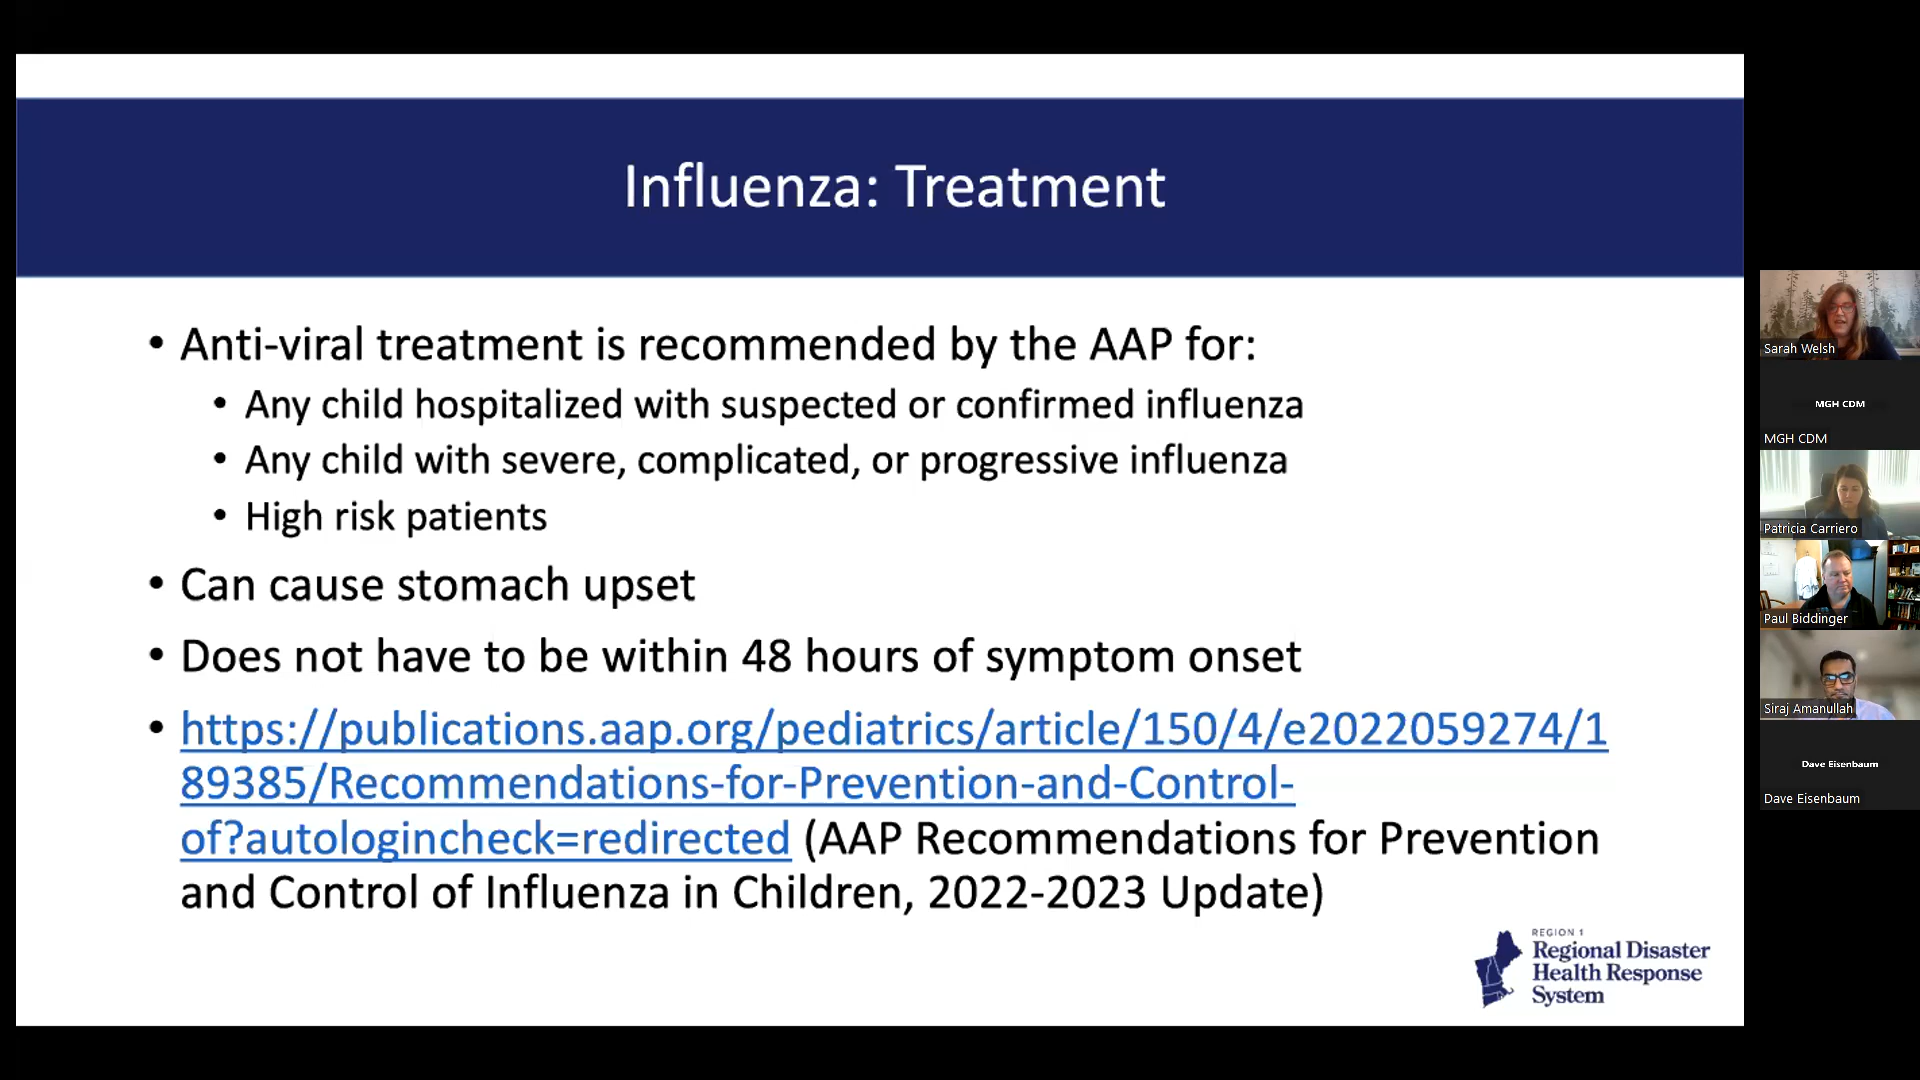 Influenza: Treatment
• Anti-viral treatment is recommended by the AAP for:
• Any child hospitalized with suspected or confirmed influenza
• Any child with severe, complicated, or progressive influenza
• High risk patients
• Can cause stomach upset
• Does not have to be within 48 hours of symptom onset
• https://publications.aap.org/pediatrics/article/150/4/e2022059274/1
89385/Recommendations-for-Prevention-and-Control-
of?autologincheck=redirected (AAP Recommendations for Prevention
and Control of Influenza in Children, 2022-2023 Update)
REGION 1
Regional Disaster
Health Response
System
Sarah Welsh
MGH CDM
MGH CDM
Patricia Carriero
Paul Biddinger
Siraj Amanullah
Dave Eisenbaum
Dave Eisenbaum